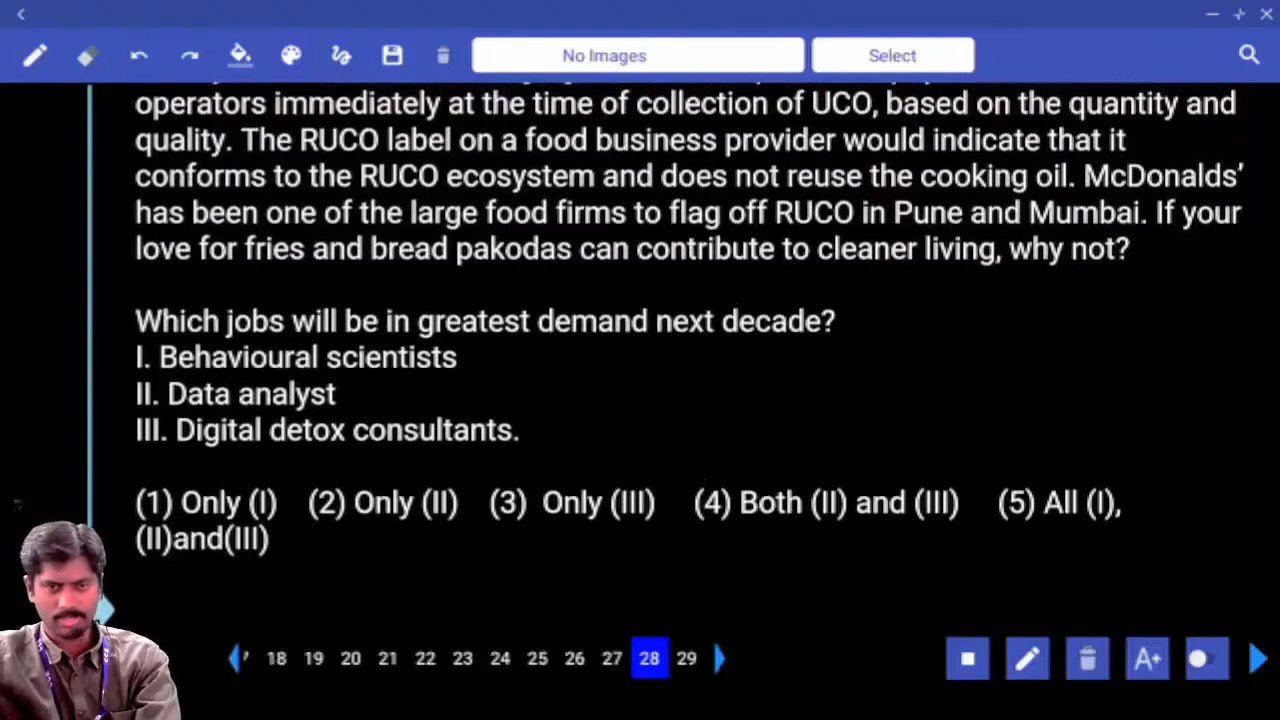 No Images
Select
operators immediately at the time of collection of UCO, based on the quantity and
quality. The RUCO label on a food business provider would indicate that it
conforms to the RUCO ecosystem and does not reuse the cooking oil. McDonalds’
has been one of the large food firms to flag off RUCO in Pune and Mumbai. If your
love for fries and bread pakodas can contribute to cleaner living, why not?
Which jobs will be in greatest demand next decade?
I. Behavioural scientists
II. Data analyst
III. Digital detox consultants.
(1) Only (I) (2) Only (II) (3) Only (III) (4) Both (II) and (III) (5) All (I),
(II)and(III)
18 19 20 21 22 23 24 25 26 27 28 29
A+